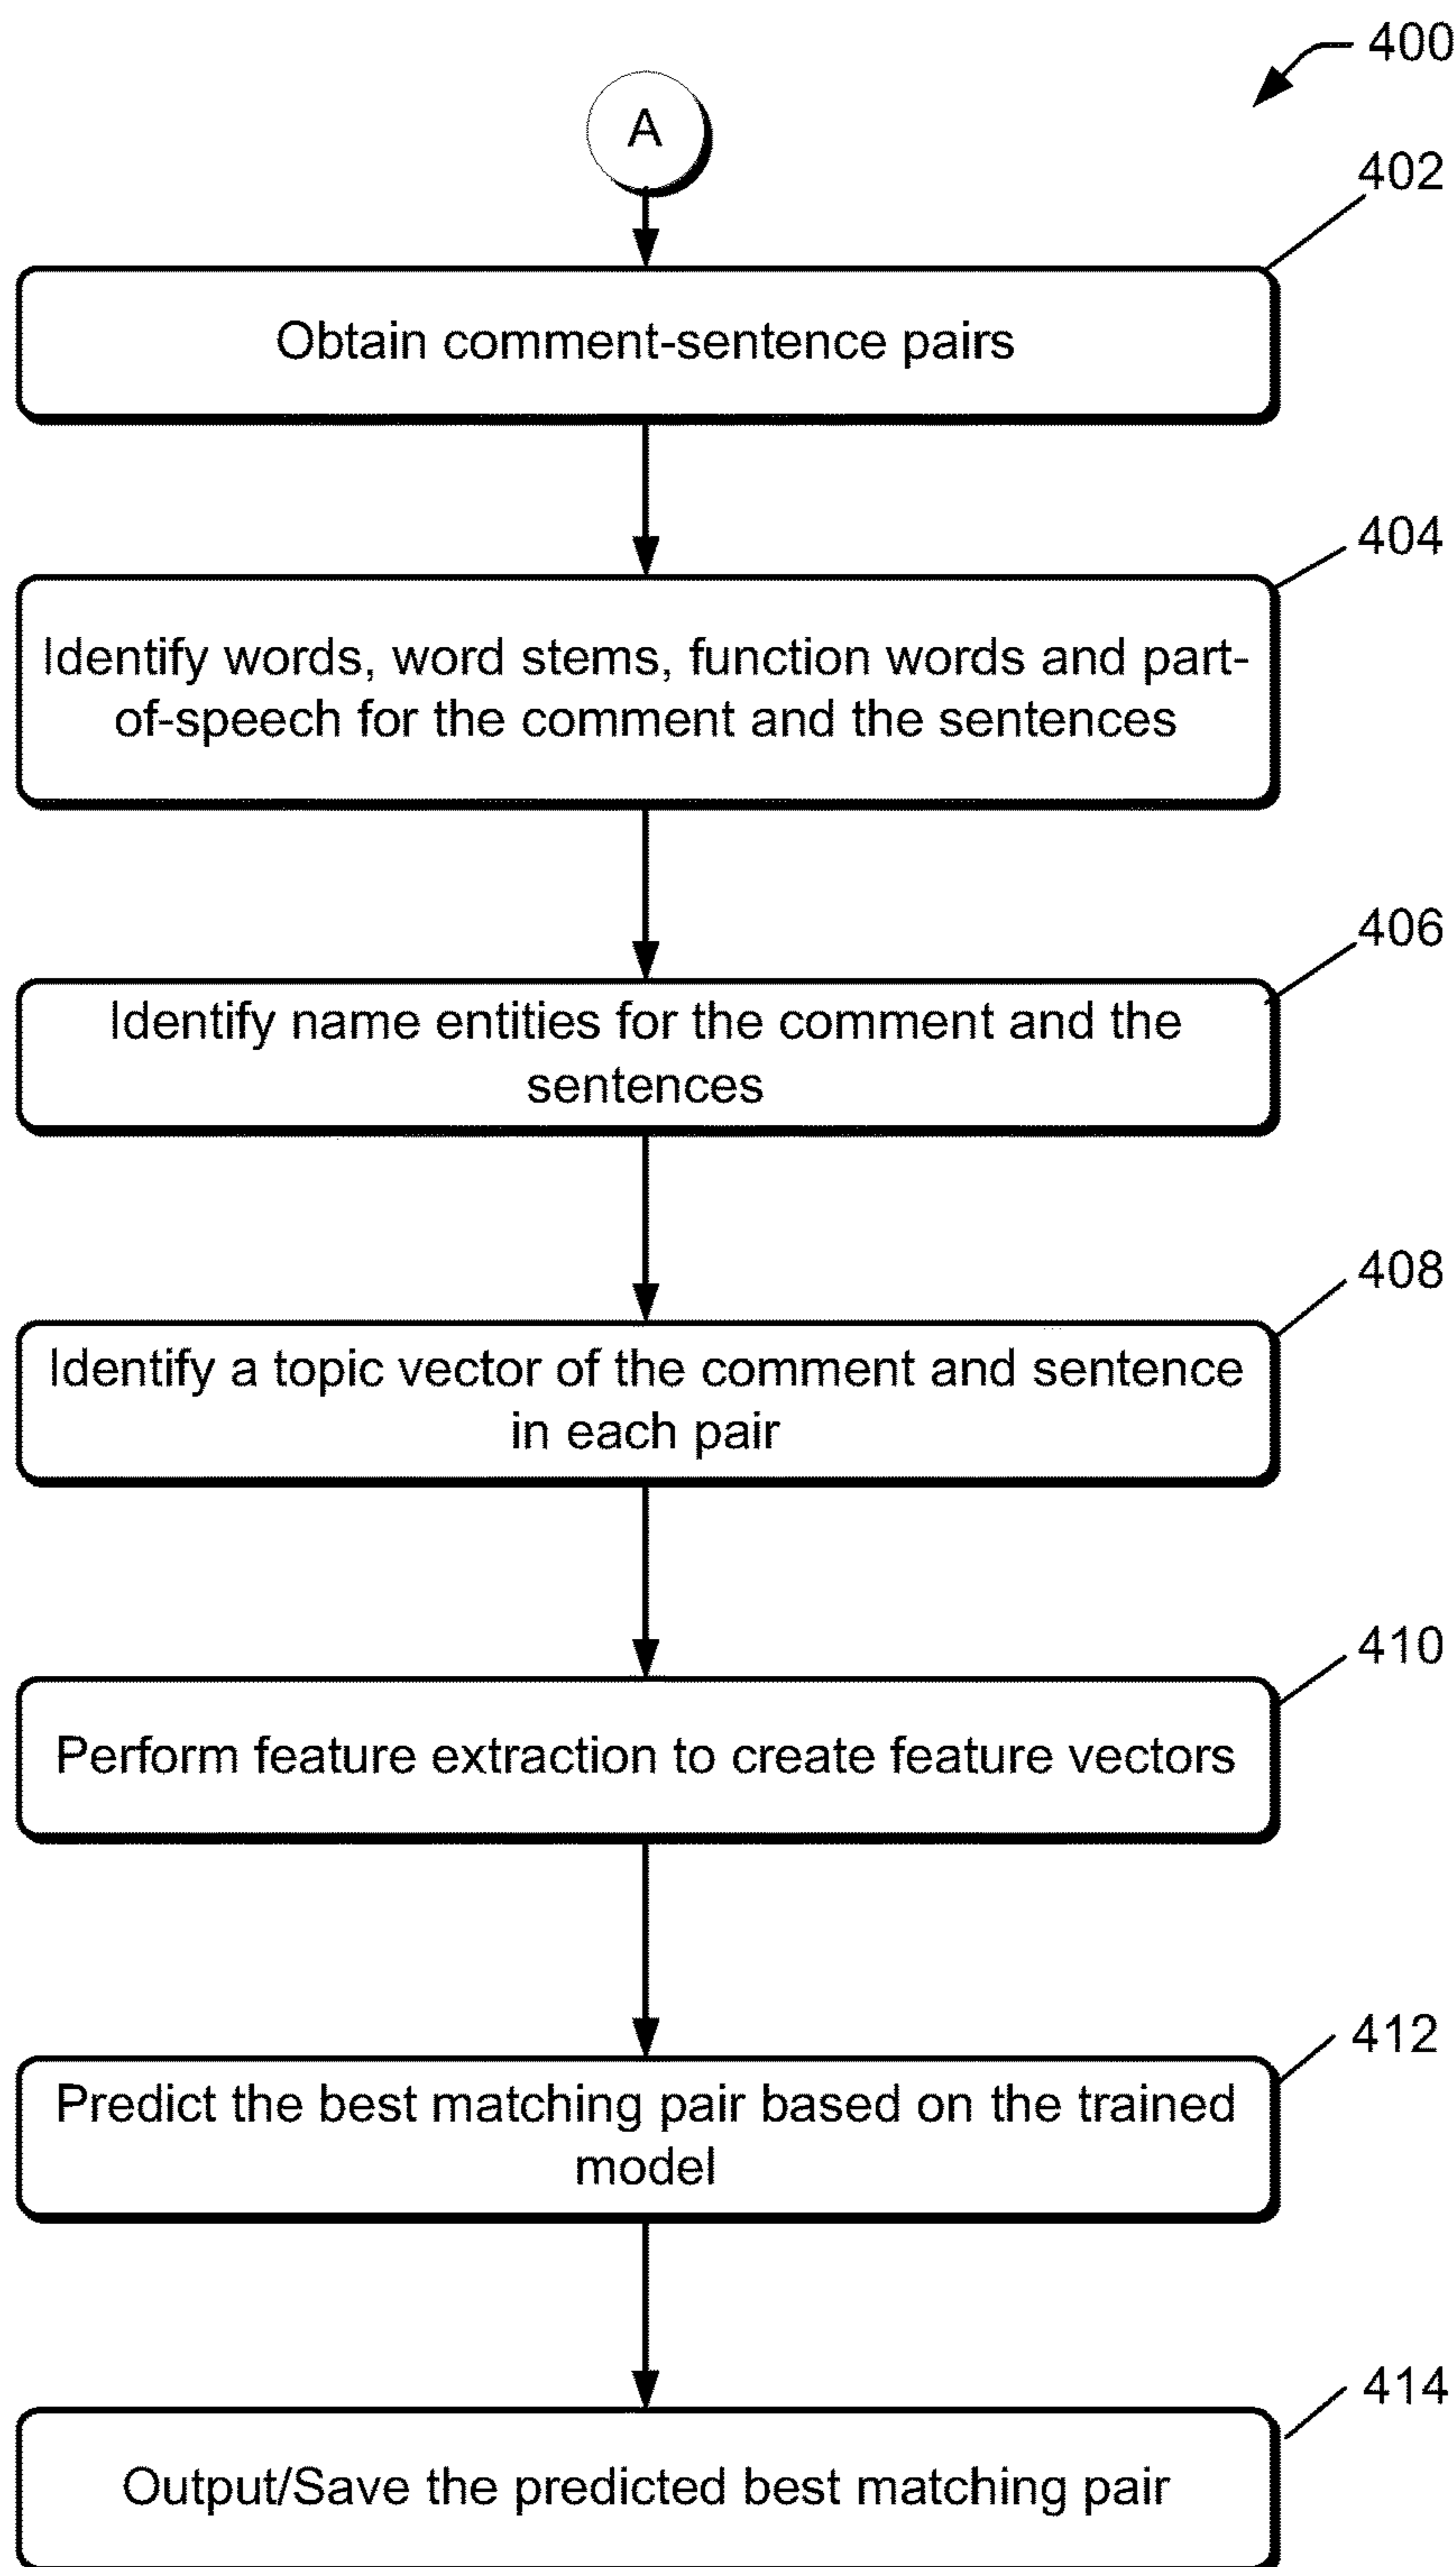 400
A
402
Obtain comment-sentence pairs
404
Identify words, word stems, function words and part-
of-speech for the comment and the sentences
406
Identify name entities for the comment and the
sentences
408
Identify a topic vector of the comment and sentence
in each pair
410
Perform feature extraction to create feature vectors
412
Predict the best matching pair based on the trained
model
414
Output/Save the predicted best matching pair